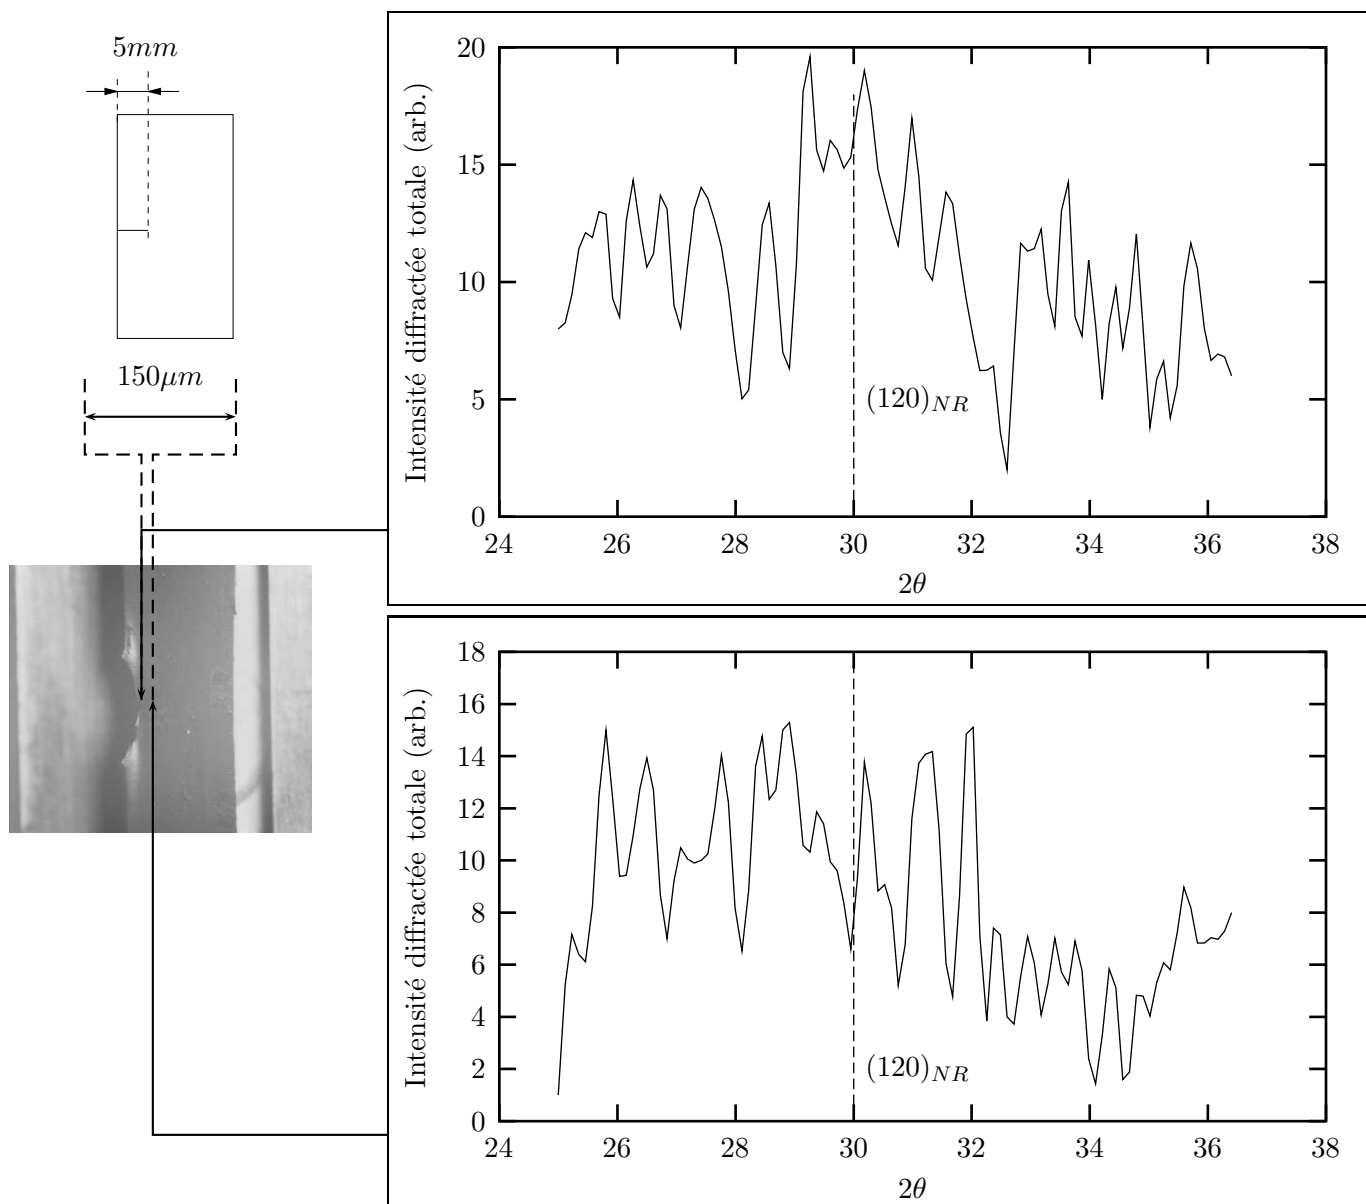 5mm
150μm
Intensité diffractée totale (arb.)
20
15
10
5
0
24 26 28 30 32 34 36 38
2θ
(120)NR
Intensité diffractée totale (arb.)
18
16
14
12
10
8
6
4
2
0
24 26 28 30 32 34 36 38
2θ
(120)NR